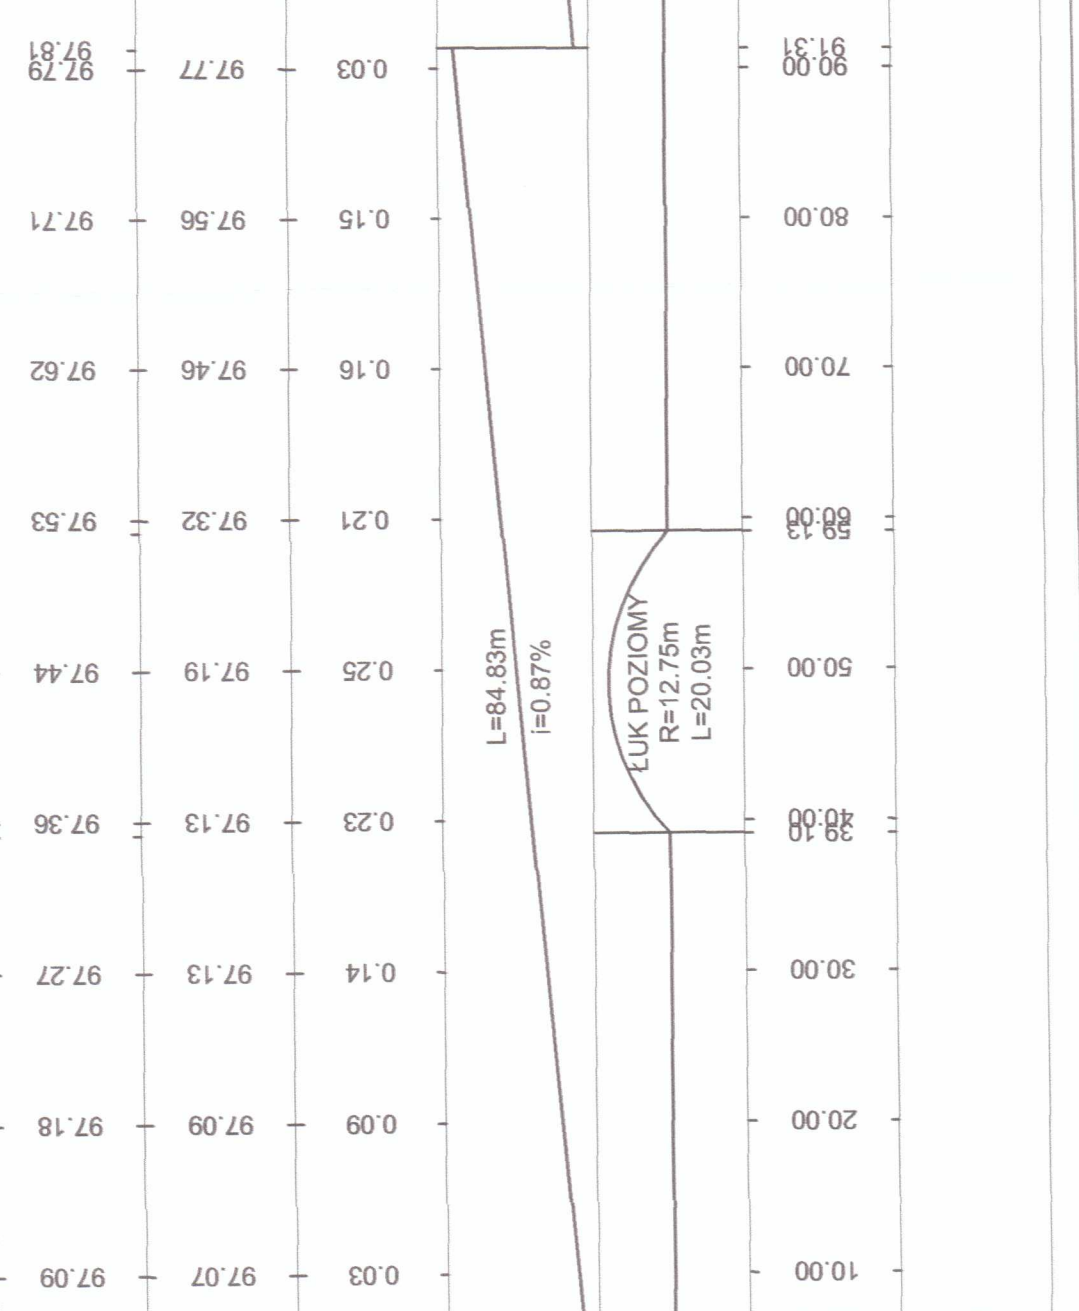 97.81 91.31
97.79 97.77 0.03 90.00
97.71 97.56 0.15 80.00
97.62 97.46 0.16 70.00
97.53 97.32 0.21 60.00
59.13
L=84.83m
i=0.87%
ŁUK POZIOMY
R=12.75m
L=20.03m
97.44 97.19 0.25 50.00
97.36 97.13 0.23 40.00
39.10
97.27 97.13 0.14 30.00
97.18 97.09 0.09 20.00
97.09 97.07 0.03 10.00